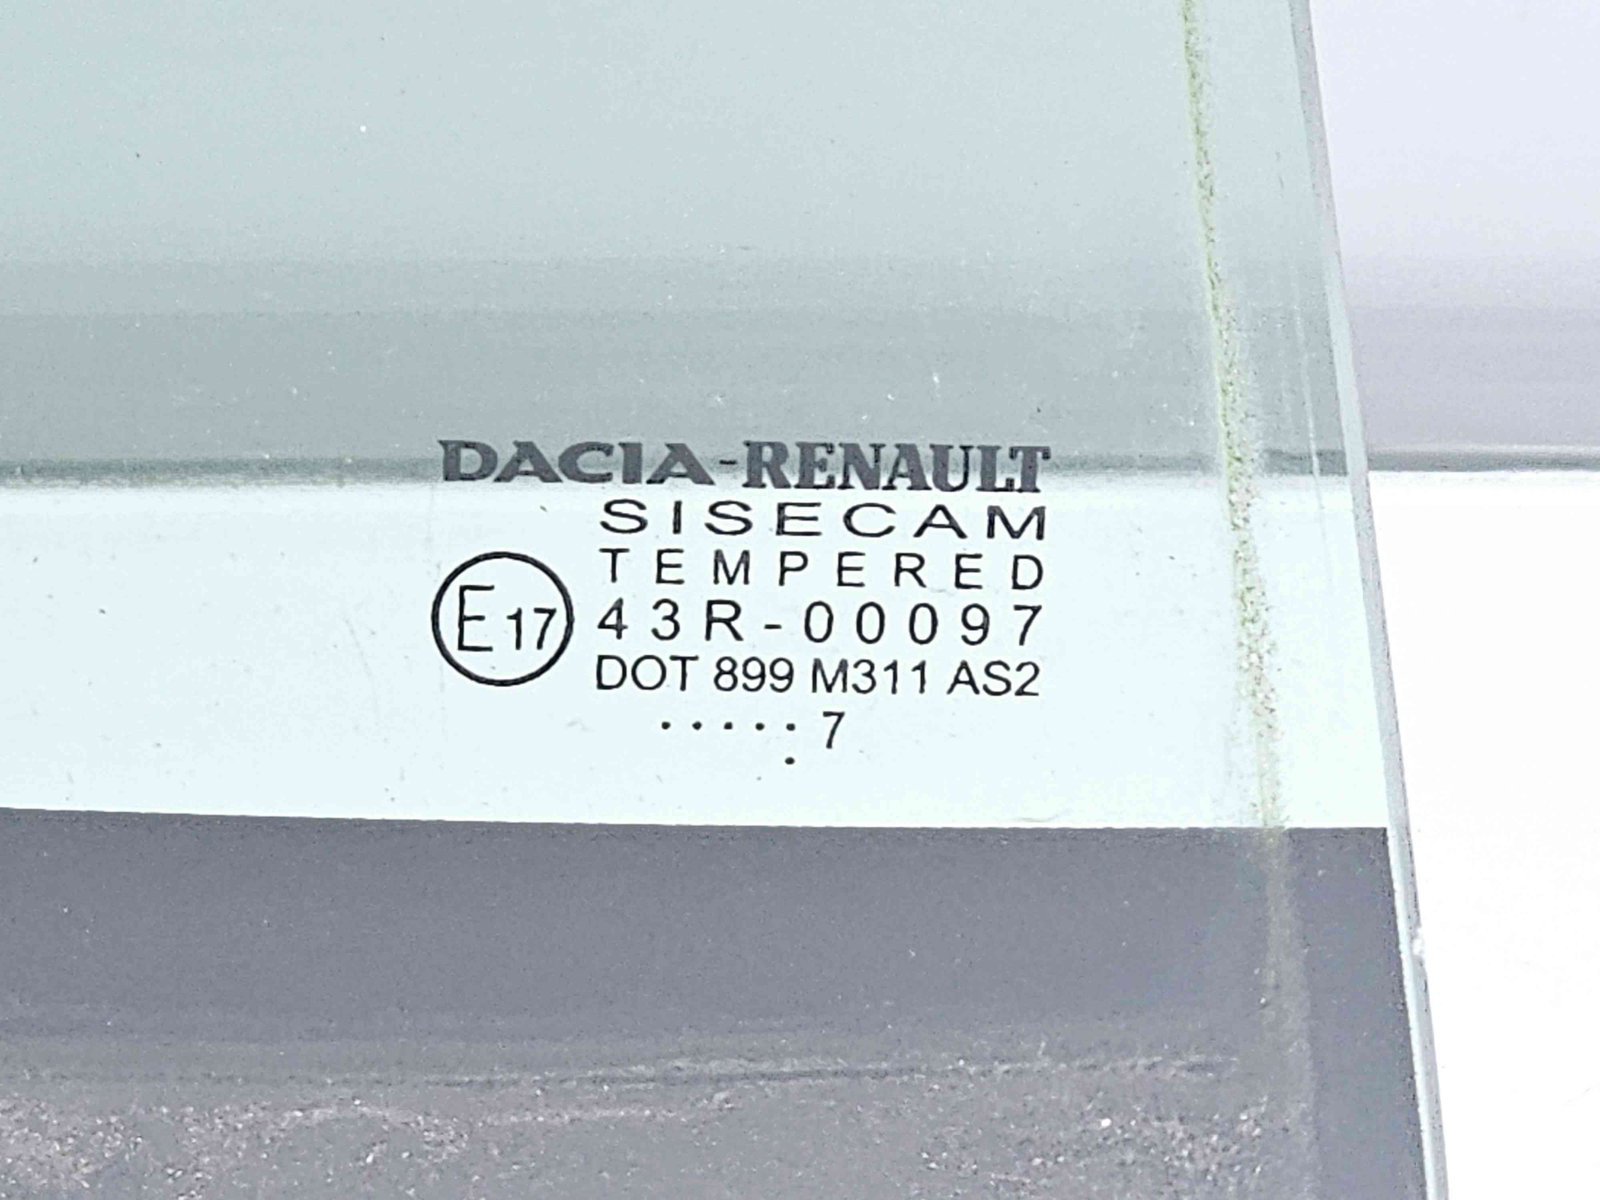 DACIA-RENAULT
SISECAM
TEMPERED
E17 43R-00097
DOT 899 M311 AS2
.....: 7